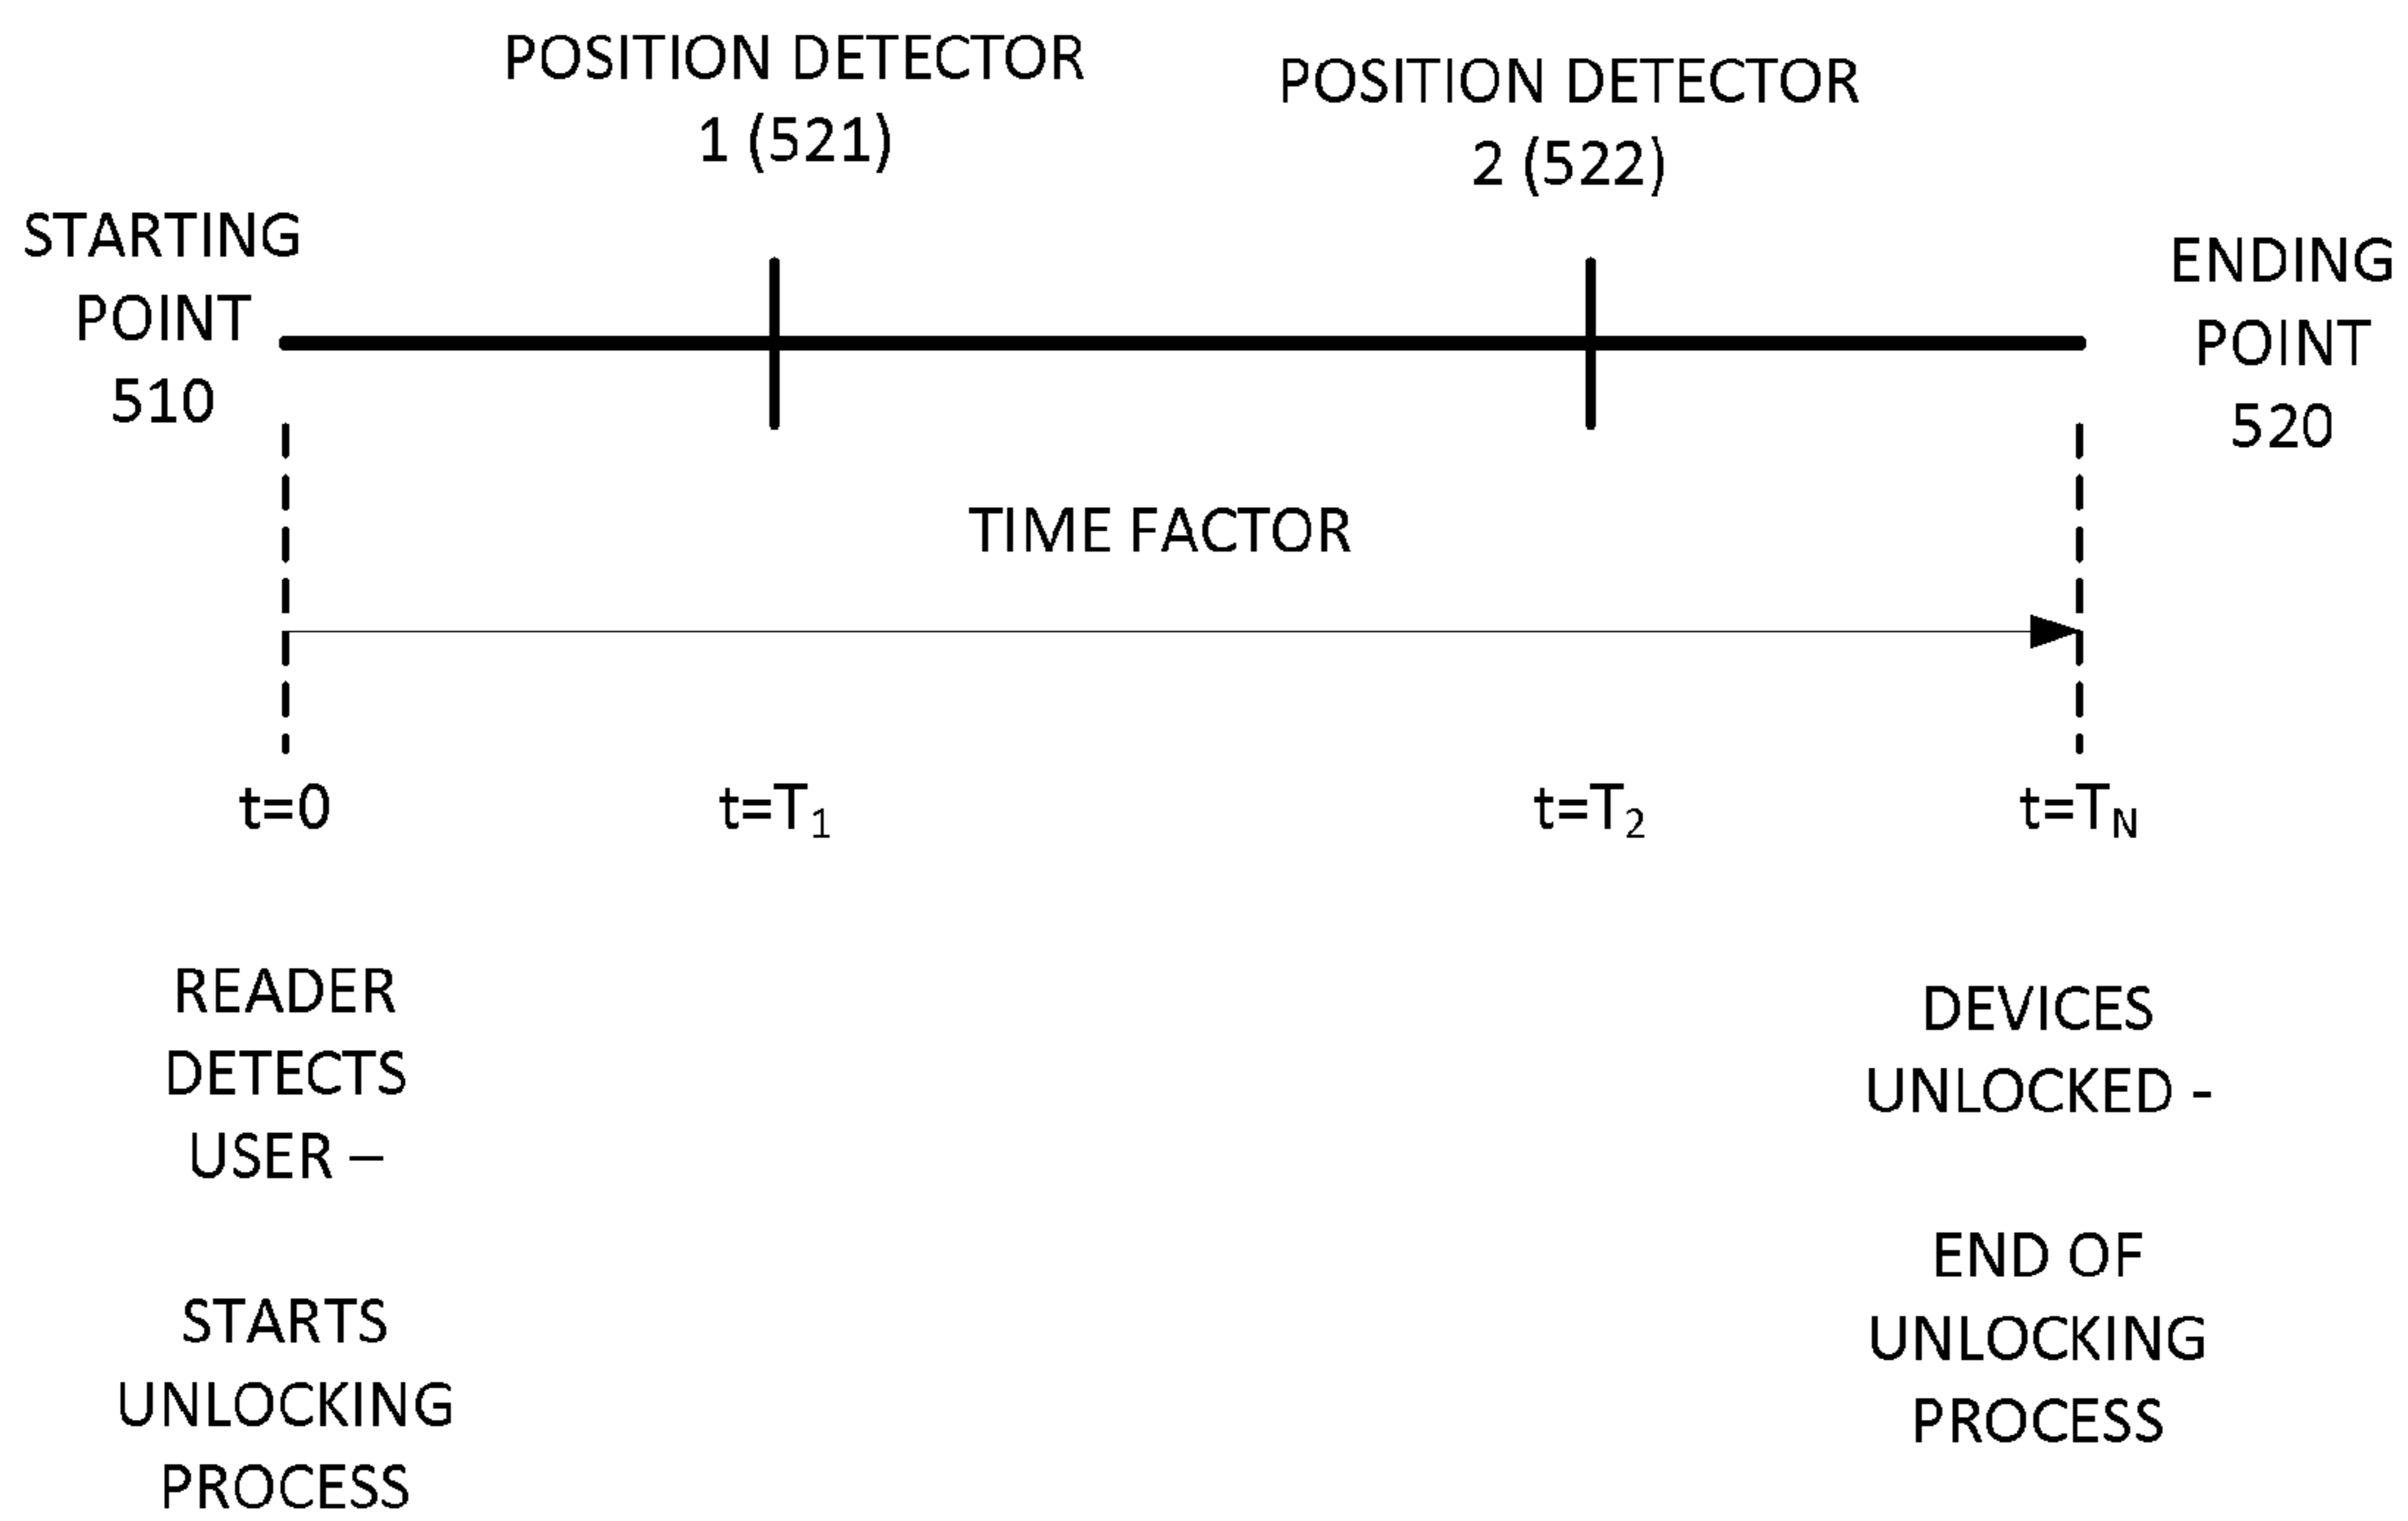 POSITION DETECTOR
1 (521)
POSITION DETECTOR
2 (522)
STARTING
POINT
510
ENDING
POINT
520
TIME FACTOR
t=0
t=T₁
t=T₂
t=T_N
READER
DETECTS
USER –
STARTS
UNLOCKING
PROCESS
DEVICES
UNLOCKED -
END OF
UNLOCKING
PROCESS